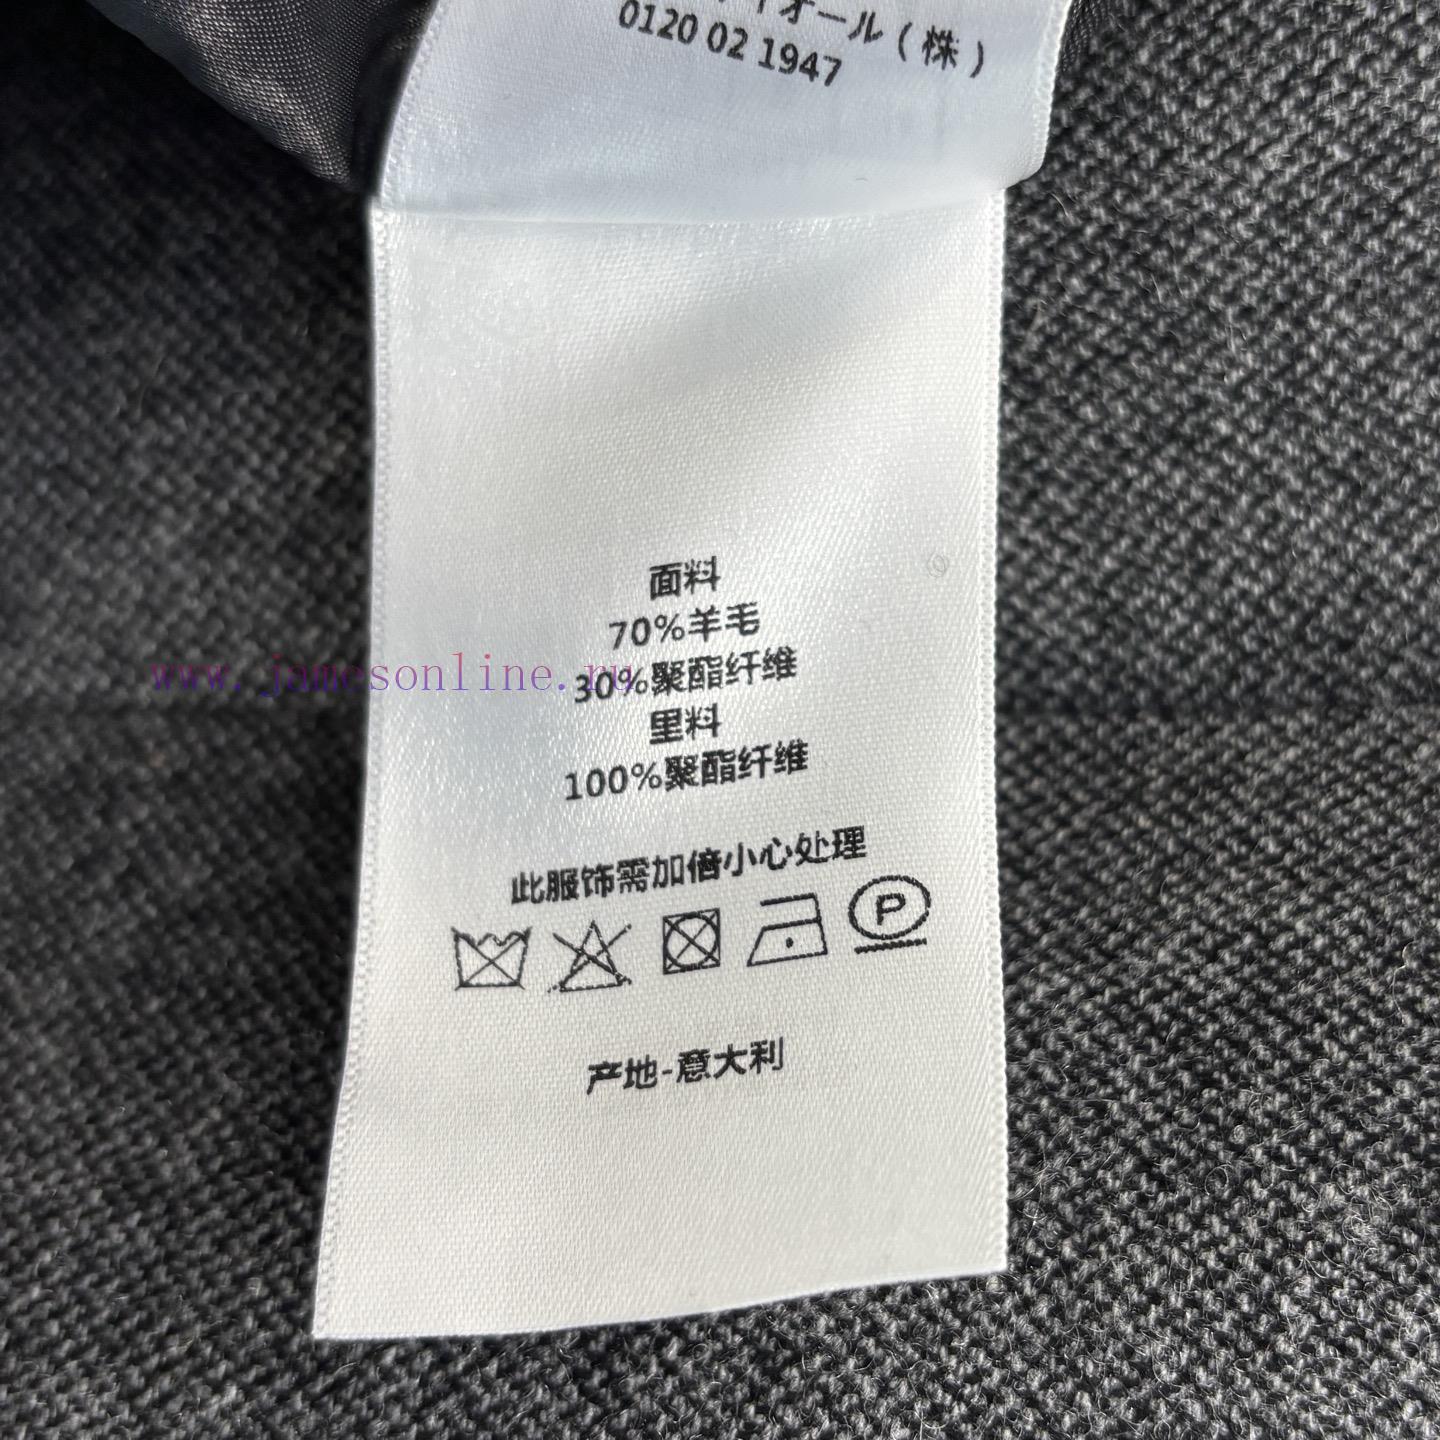 ィオール（株）
0120 02 1947
面料
70%羊毛
30%聚酯纤维
里料
100%聚酯纤维
此服饰需加倍小心处理
P
产地-意大利
www.jamesonline.ru